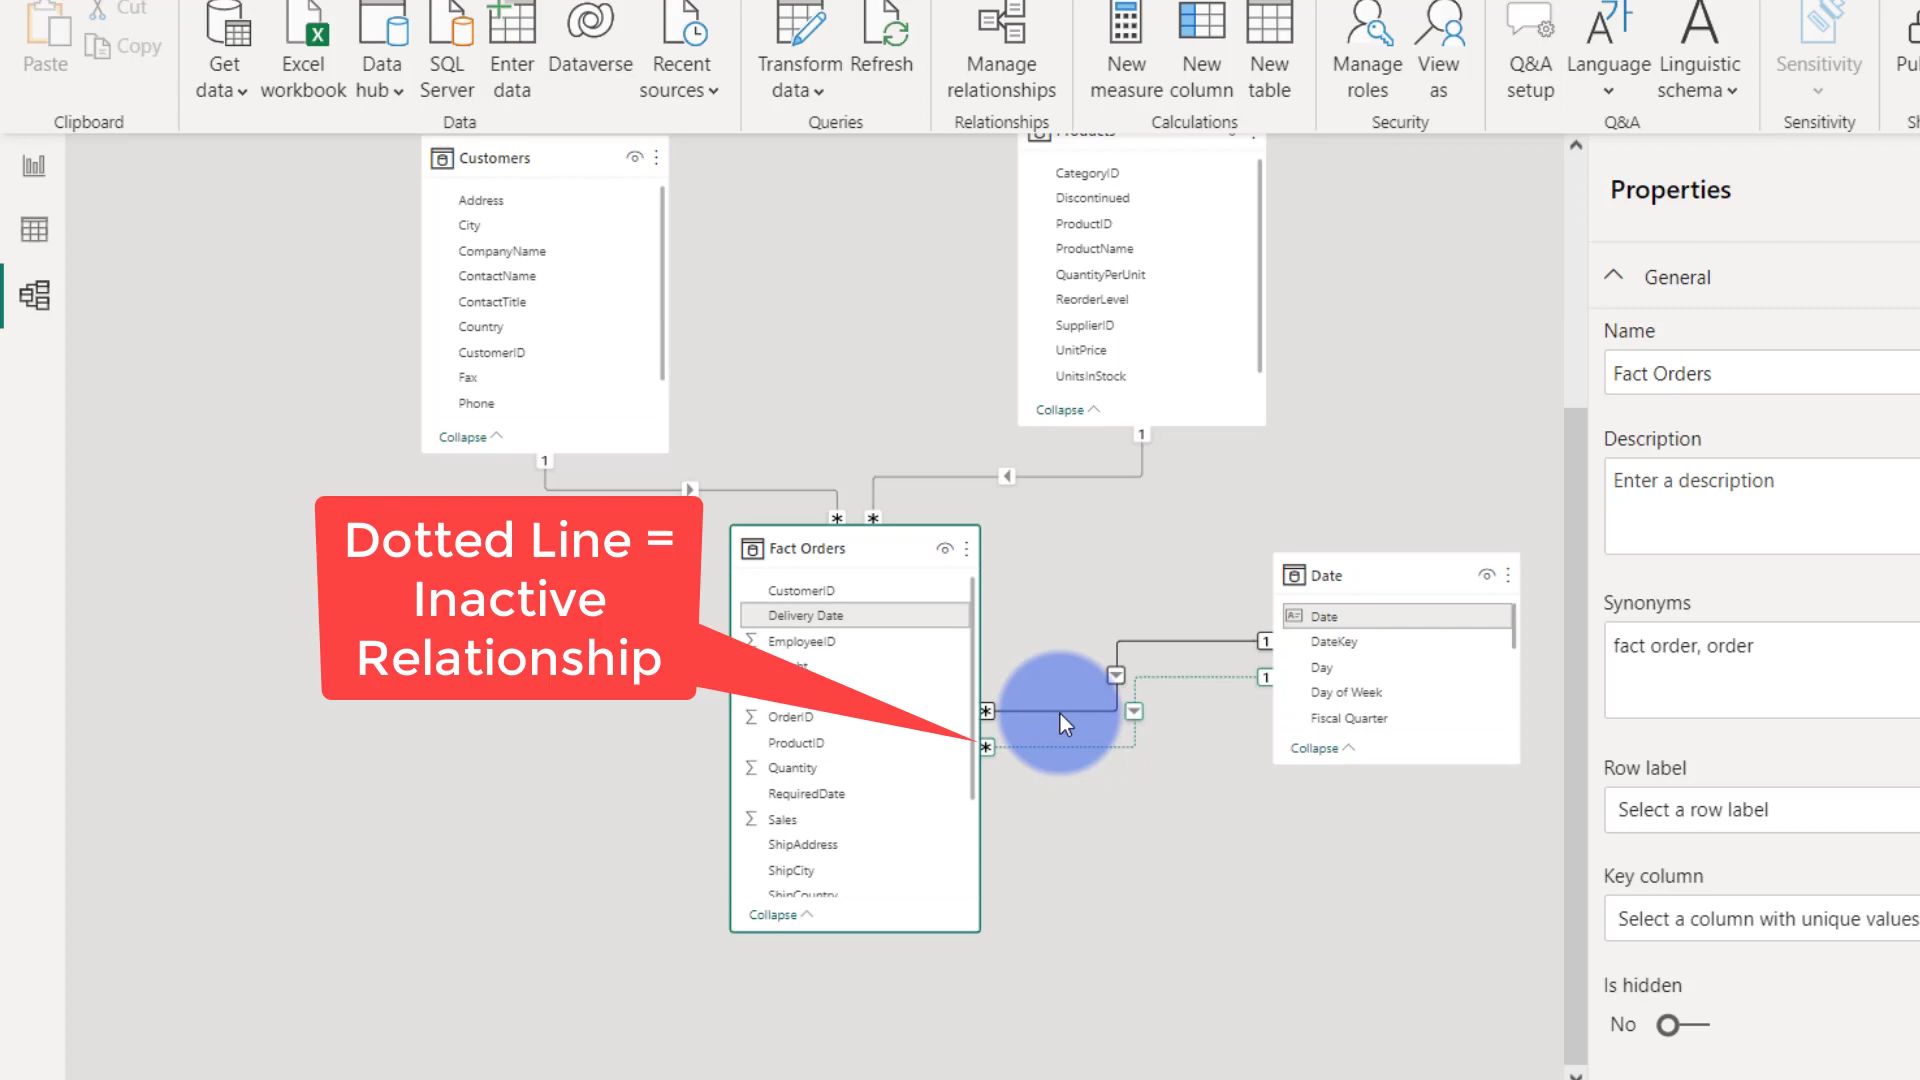 Cut
Paste
Copy
Get data
Excel workbook
Data hub
SQL Server
Enter data
Dataverse
Recent sources
Transform data
Refresh
Manage relationships
New measure
New column
New table
Manage roles
View as
Q&A setup
Language
Linguistic schema
Sensitivity
Clipboard
Data
Queries
Relationships
Calculations
Security
Q&A
Sensitivity
Customers
Address
City
CompanyName
ContactName
ContactTitle
Country
CustomerID
Fax
Phone
Collapse
1
Products
CategoryID
Discontinued
ProductID
ProductName
QuantityPerUnit
ReorderLevel
SupplierID
UnitPrice
UnitsInStock
Collapse
1
* *
Dotted Line =
Inactive
Relationship
Fact Orders
CustomerID
Delivery Date
∑ EmployeeID
∑ OrderID
ProductID
∑ Quantity
RequiredDate
∑ Sales
ShipAddress
ShipCity
ShipCountry
Collapse
*
*
1
1
Date
Date
DateKey
Day
Day of Week
Fiscal Quarter
Collapse
Properties
General
Name
Fact Orders
Description
Enter a description
Synonyms
fact order, order
Row label
Select a row label
Key column
Select a column with unique values
Is hidden
No